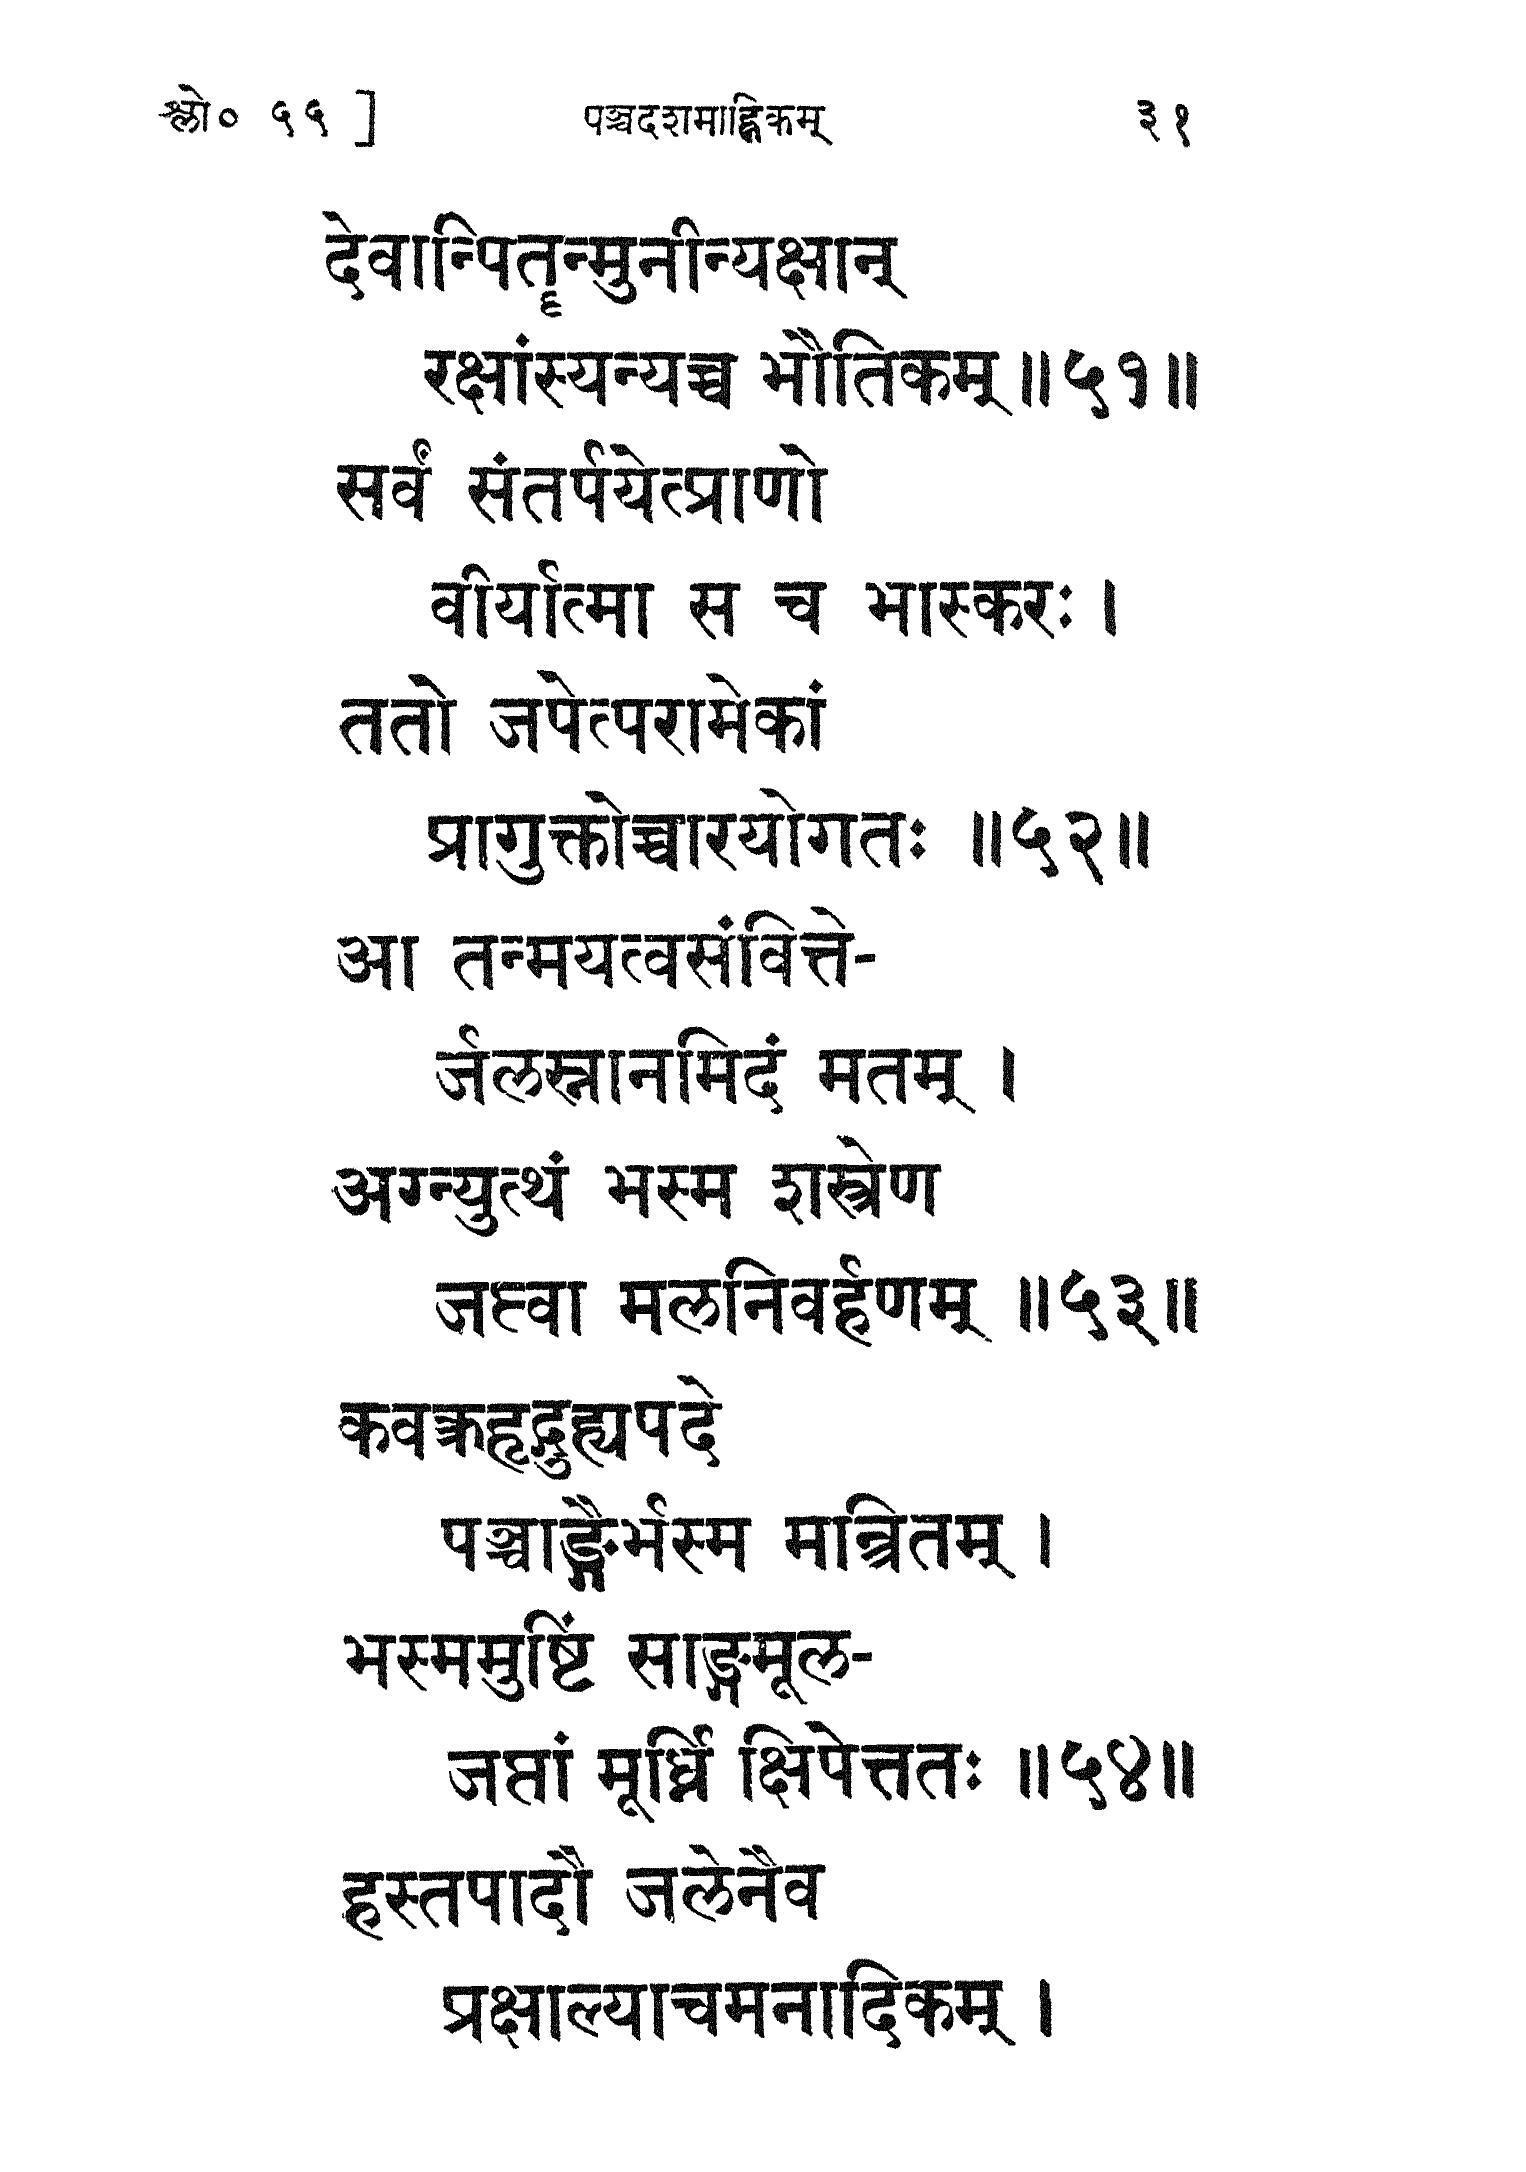 श्लो० ५५ ] पञ्चदशमाह्निकम् ३१
देवान्पितॄन्मुनीन्यक्षान्
रक्षांस्यन्यच्च भौतिकम् ॥५१॥
सर्वं संतर्पयेत्प्राणो
वीर्यात्मा स च भास्करः ।
ततो जपेत्परामेकां
प्रागुक्तोच्चारयोगतः ॥५२॥
आ तन्मयत्वसंवित्ते-
र्जलस्नानमिदं मतम् ।
अग्न्युत्थं भस्म शस्त्रेण
जप्त्वा मलनिवर्हणम् ॥५३॥
कवक्त्रहृद्गुह्यपदे
पञ्चाङ्गैर्भस्म मन्त्रितम् ।
भस्ममुष्टिं साङ्गमूल-
जप्तां मूर्ध्नि क्षिपेत्ततः ॥५४॥
हस्तपादौ जलेनैव
प्रक्षाल्याचमनादिकम् ।